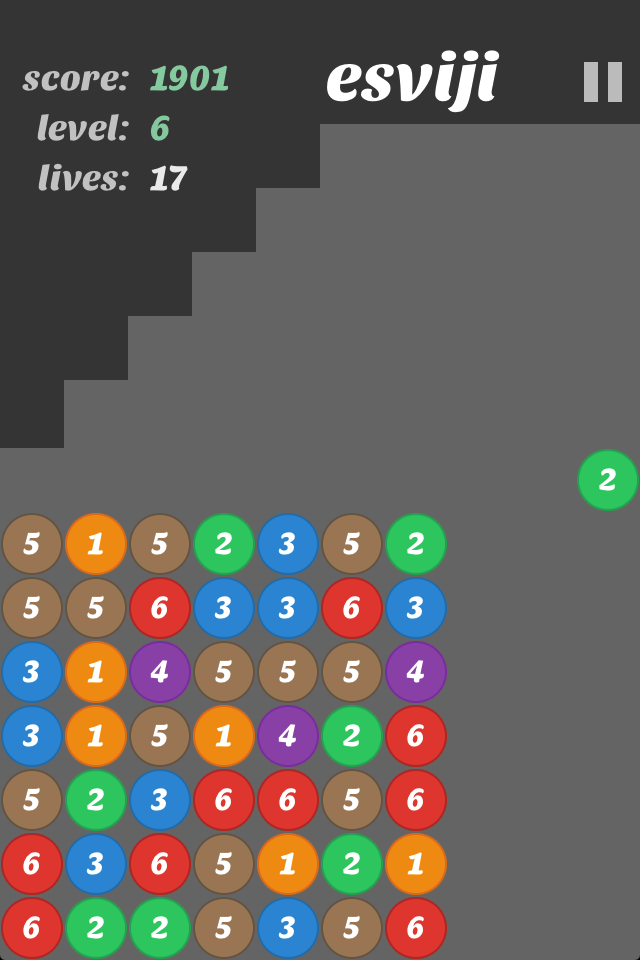 score: 1901
esviji
level: 6
lives: 17
2
5 1 5 2 3 5 2
5 5 6 3 3 6 3
3 1 4 5 5 5 4
3 1 5 1 4 2 6
5 2 3 6 6 5 6
6 3 6 5 1 2 1
6 2 2 5 3 5 6